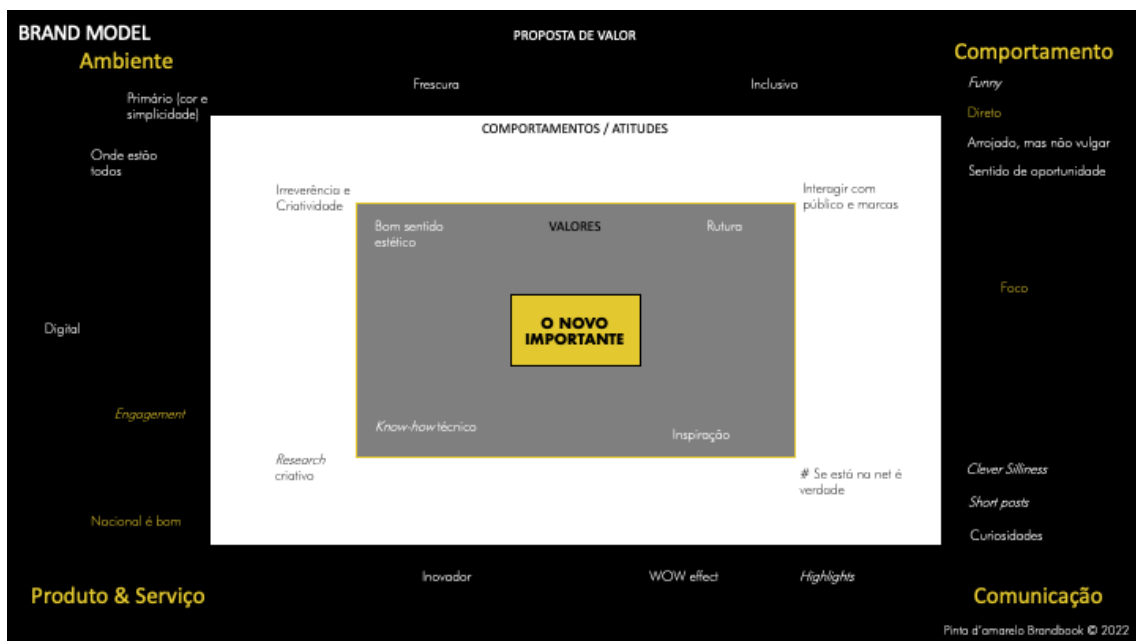 BRAND MODEL
PROPOSTA DE VALOR
Ambiente
Comportamento
Frescura
Inclusivo
Funny
Primário (cor e
simplicidade)
Direto
COMPORTAMENTOS / ATITUDES
Arrojado, mas não vulgar
Onde estão
todos
Sentido de oportunidade
Irreverência e
Criatividade
Interagir com
público e marcas
Bom sentido
estético
VALORES
Rutura
Foco
O NOVO
IMPORTANTE
Digital
Engagement
Know-how técnico
Inspiração
Research
criativo
# Se está na net é
verdade
Clever Silliness
Short posts
Nacional é bom
Curiosidades
Inovador
WOW effect
Highlights
Produto & Serviço
Comunicação
Pinta d'amarelo Brandbook © 2022